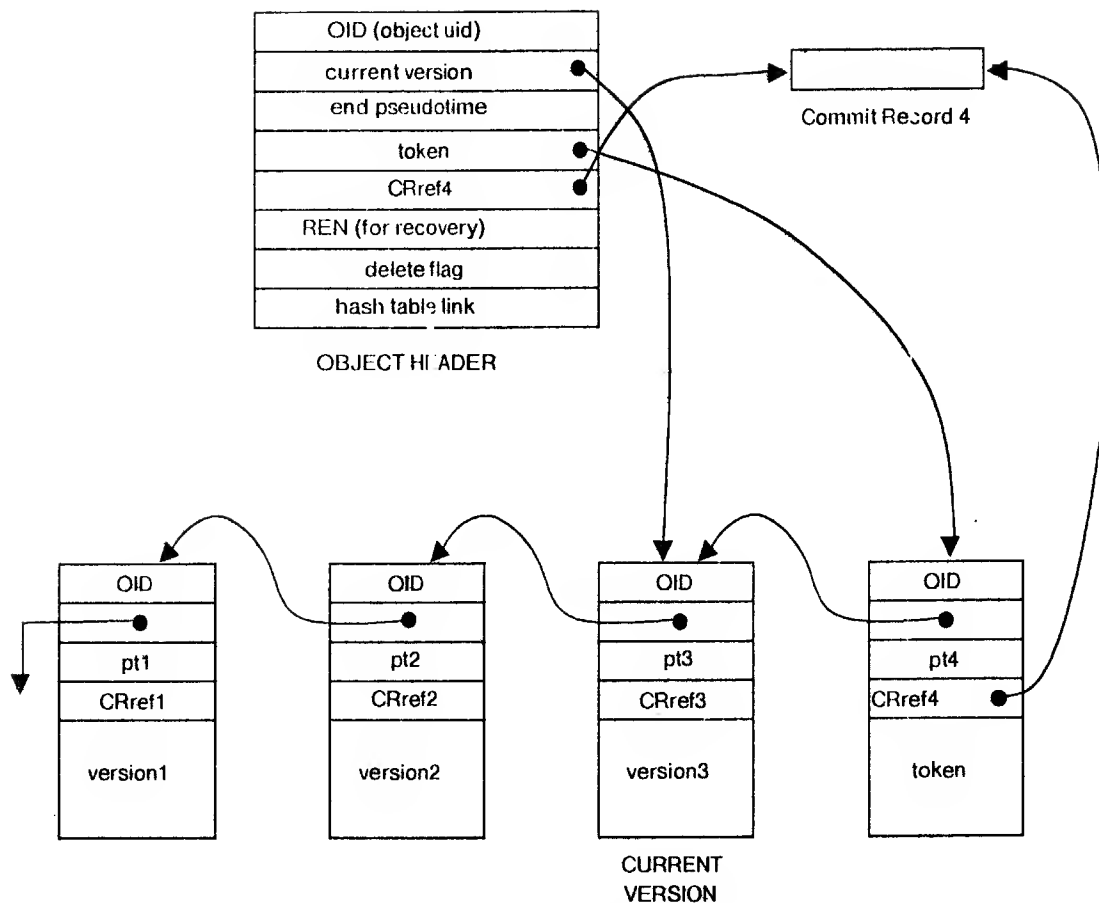 OID (object uid)
current version
end pseudotime
token
CRref4
REN (for recovery)
delete flag
hash table link
OBJECT HEADER
Commit Record 4
OID
pt1
CRref1
version1
OID
pt2
CRref2
version2
OID
pt3
CRref3
version3
CURRENT
VERSION
OID
pt4
CRref4
token